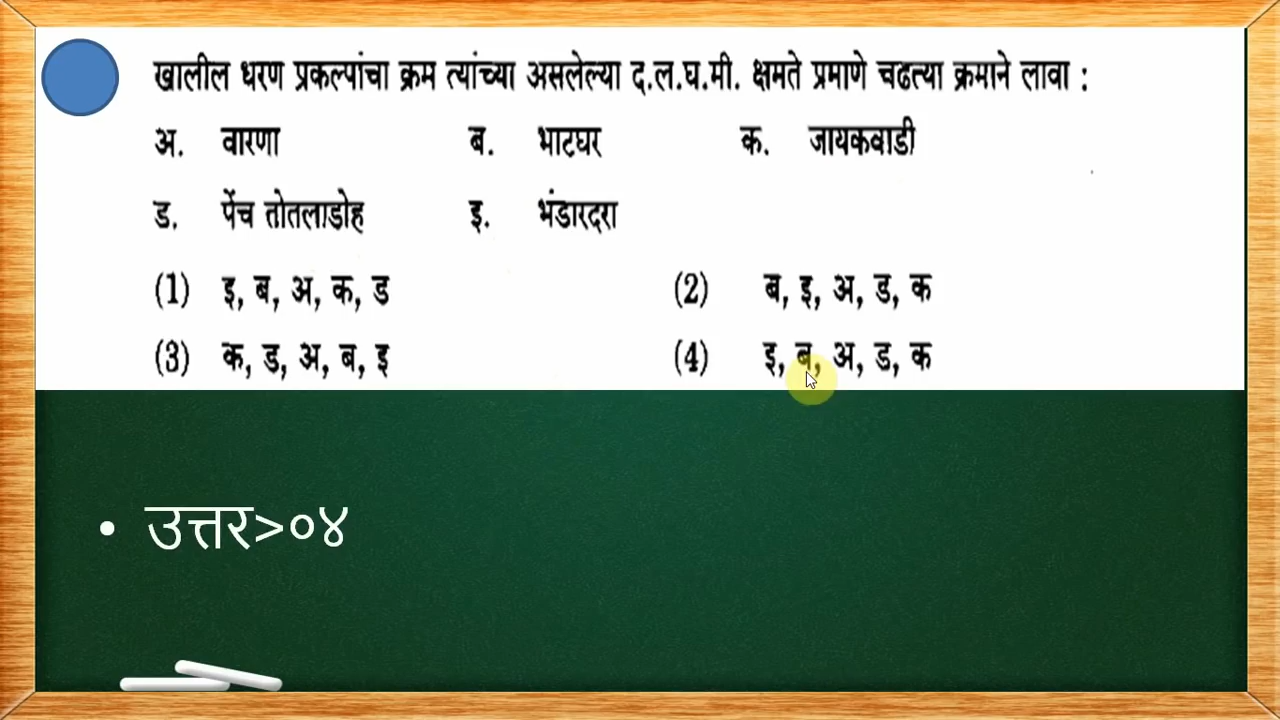 खालील धरण प्रकल्पांचा क्रम त्यांच्या असलेल्या द.ल.घ.मी. क्षमते प्रमाणे चढत्या क्रमाने लावा :
अ. वारणा ब. भाटघर क. जायकवाडी
ड. पेंच तोतलाडोह इ. भंडारदरा
(1) इ, ब, अ, क, ड (2) ब, इ, अ, ड, क
(3) क, ड, अ, ब, इ (4) इ, ब, अ, ड, क
• उत्तर>०४